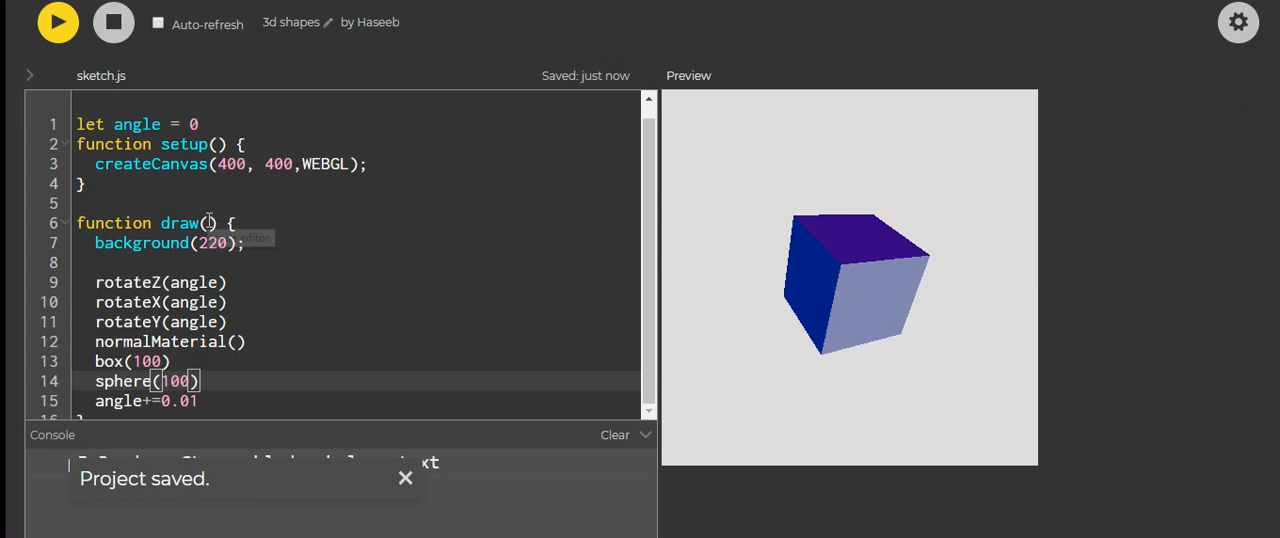 Auto-refresh 3d shapes by Haseeb
> sketch.js Saved: just now Preview
1 let angle = 0
2 function setup() {
3 createCanvas(400, 400,WEBGL);
4 }
5
6 function draw() {
7 background(220); editor
8
9 rotateZ(angle)
10 rotateX(angle)
11 rotateY(angle)
12 normalMaterial()
13 box(100)
14 sphere(100)
15 angle+=0.01
Console Clear
Project saved. ×